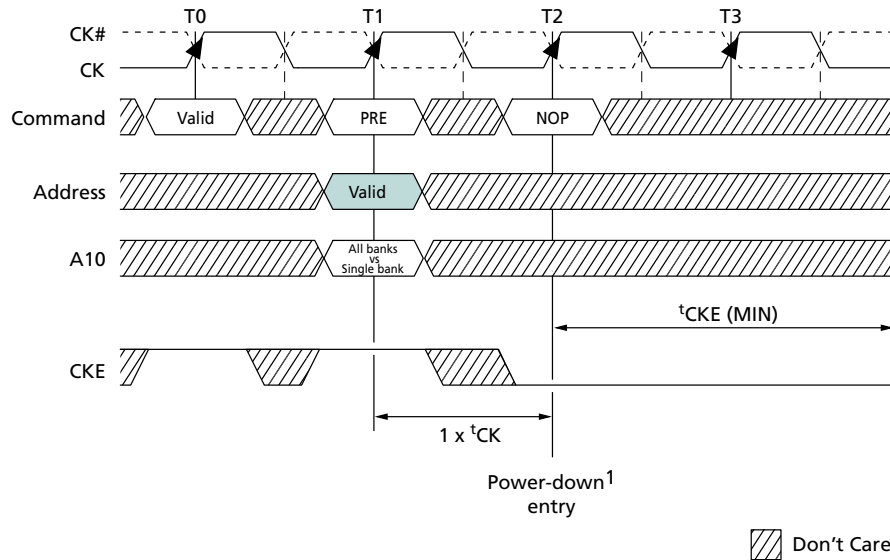 T0 T1 T2 T3
CK#
CK
Command Valid PRE NOP
Address Valid
A10 All banks
vs
Single bank
tCKE (MIN)
CKE
1 x tCK
Power-down1
entry
Don't Care